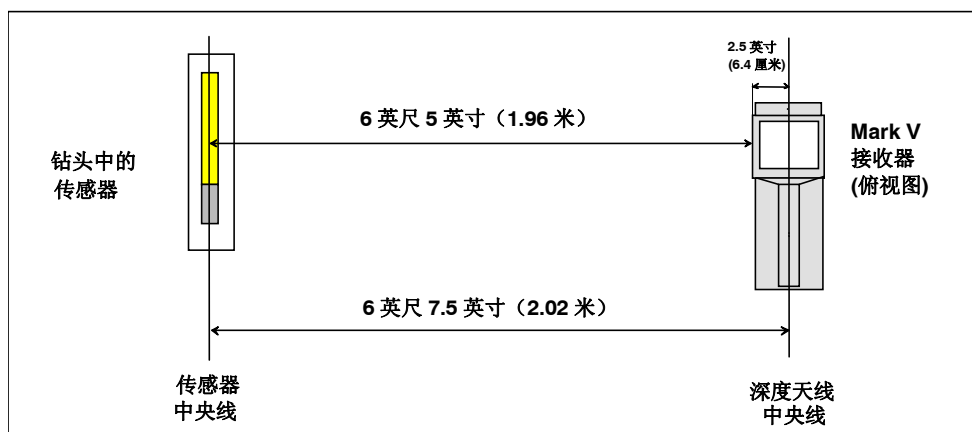 2.5 英寸
(6.4 厘米)
6 英尺 5 英寸（1.96 米）
钻头中的
传感器
Mark V
接收器
(俯视图)
6 英尺 7.5 英寸（2.02 米）
传感器
中央线
深度天线
中央线